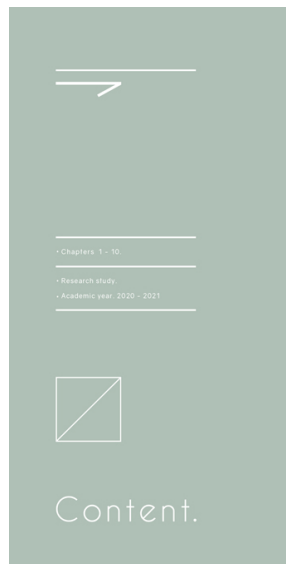 • Chapters. 1 - 10.
• Research study.
• Academic year. 2020 - 2021
Content.